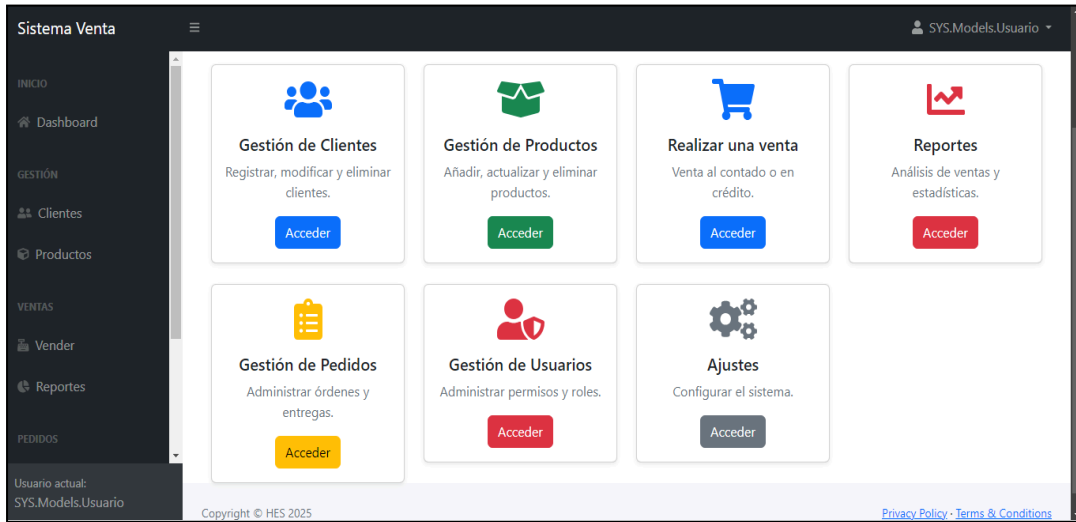 Sistema Venta
SYS.Models.Usuario
INICIO
Dashboard
GESTIÓN
Clientes
Productos
VENTAS
Vender
Reportes
PEDIDOS
Usuario actual:
SYS.Models.Usuario
Gestión de Clientes
Registrar, modificar y eliminar
clientes.
Acceder
Gestión de Productos
Añadir, actualizar y eliminar
productos.
Acceder
Realizar una venta
Venta al contado o en
crédito.
Acceder
Reportes
Análisis de ventas y
estadísticas.
Acceder
Gestión de Pedidos
Administrar órdenes y
entregas.
Acceder
Gestión de Usuarios
Administrar permisos y roles.
Acceder
Ajustes
Configurar el sistema.
Acceder
Copyright © HES 2025
Privacy Policy · Terms & Conditions